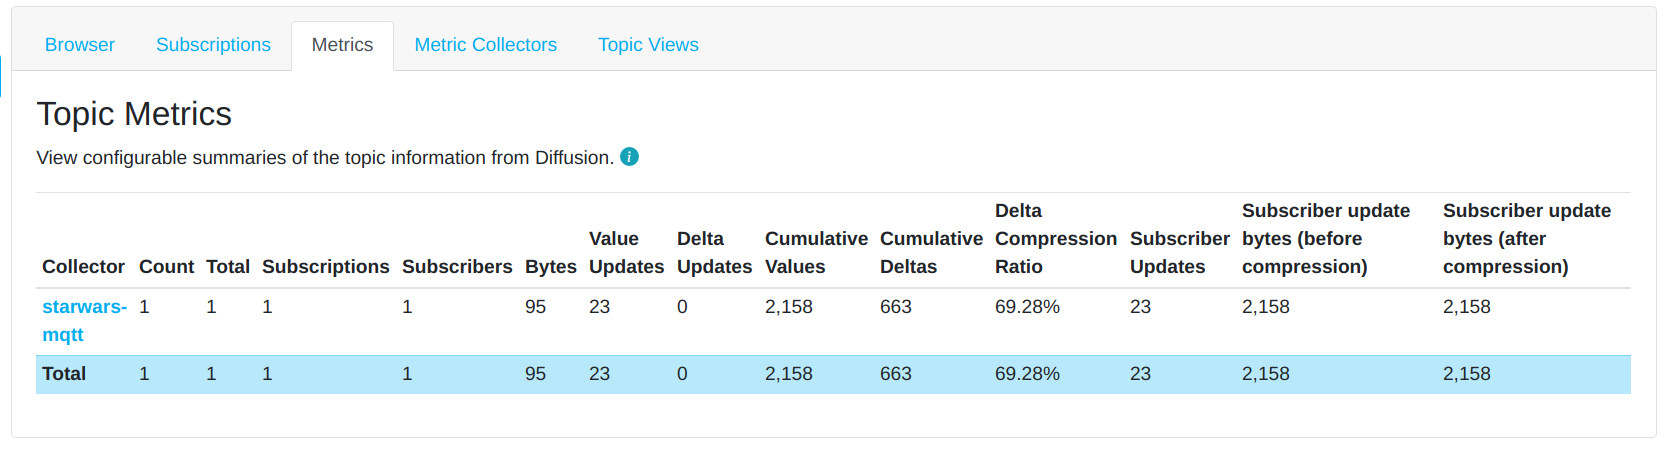 Browser Subscriptions Metrics Metric Collectors Topic Views
Topic Metrics
View configurable summaries of the topic information from Diffusion. i
Delta Subscriber update Subscriber update
Value Delta Cumulative Cumulative Compression Subscriber bytes (before bytes (after
Collector Count Total Subscriptions Subscribers Bytes Updates Updates Values Deltas Ratio Updates compression) compression)
starwars- 1 1 1 1 95 23 0 2,158 663 69.28% 23 2,158 2,158
mqtt
Total 1 1 1 1 95 23 0 2,158 663 69.28% 23 2,158 2,158